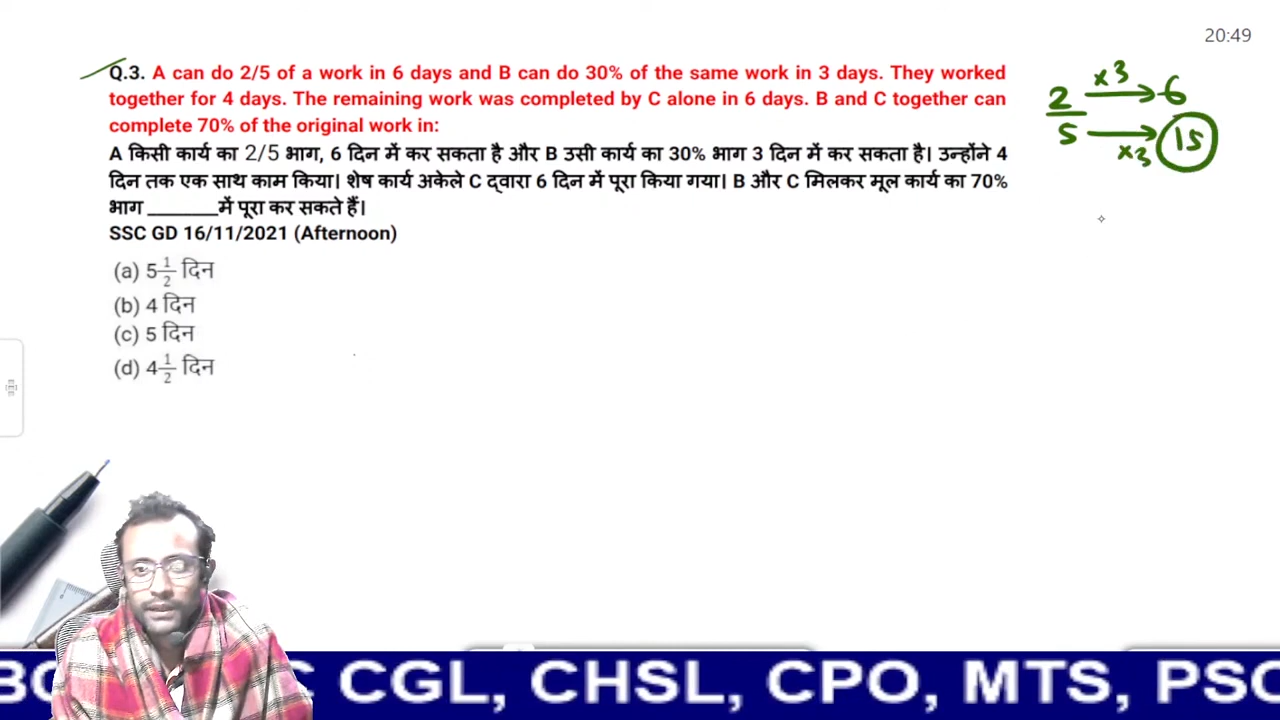 20:49
Q.3. A can do 2/5 of a work in 6 days and B can do 30% of the same work in 3 days. They worked
together for 4 days. The remaining work was completed by C alone in 6 days. B and C together can
complete 70% of the original work in:
A किसी कार्य का 2/5 भाग, 6 दिन में कर सकता है और B उसी कार्य का 30% भाग 3 दिन में कर सकता है। उन्होंने 4
दिन तक एक साथ काम किया। शेष कार्य अकेले C द्वारा 6 दिन में पूरा किया गया। B और C मिलकर मूल कार्य का 70%
भाग _______में पूरा कर सकते हैं।
SSC GD 16/11/2021 (Afternoon)
(a) 5 1/2 दिन
(b) 4 दिन
(c) 5 दिन
(d) 4 1/2 दिन
2 x3 → 6
5 → x3 15
CGL, CHSL, CPO, MTS, PSC